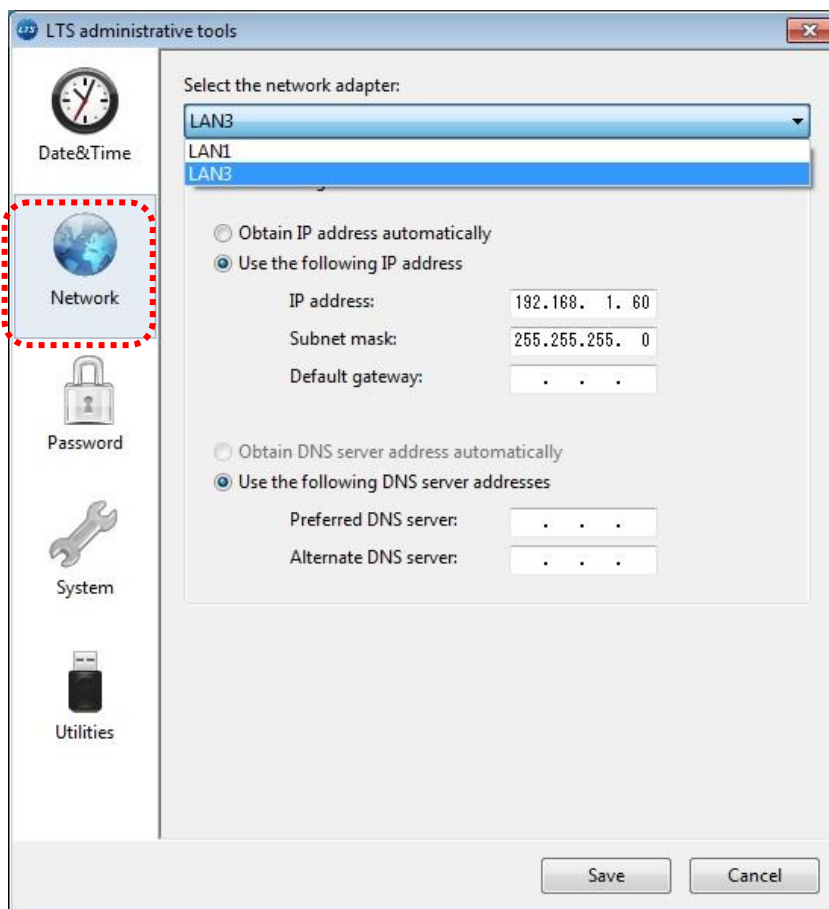 LTS LTS administrative tools
Select the network adapter:
LAN3
LAN1
LAN3
Date&Time
Obtain IP address automatically
Use the following IP address
Network
IP address: 192.168. 1. 60
Subnet mask: 255.255.255. 0
Default gateway: . . .
Password
Obtain DNS server address automatically
Use the following DNS server addresses
Preferred DNS server: . . .
Alternate DNS server: . . .
System
Utilities
Save Cancel